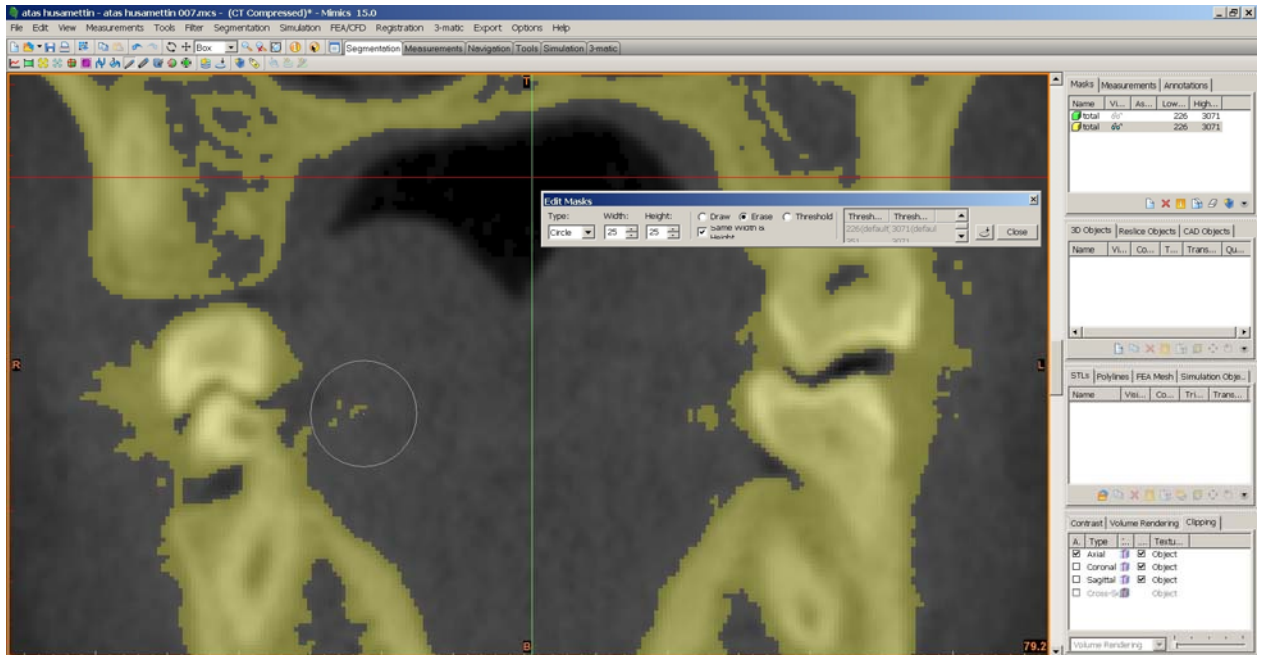 atas husamettin - atas husamettin 007.mcs - (CT Compressed)* - Mimics 15.0
File Edit View Measurements Tools Filter Segmentation Simulation FEA/CFD Registration 3-matic Export Options Help
Box Segmentation Measurements Navigation Tools Simulation 3-matic
T
Masks Measurements Annotations
Name Vi... As... Low... High...
total 226 3071
total 226 3071
Edit Masks
Type: Width: Height: Draw Erase Threshold Thresh... Thresh...
Circle 25 25 Same Width & Height 226(default) 3071(defaul Close
351 3071
3D Objects Reslice Objects CAD Objects
Name Vi... Co... T... Trans... Qu...
R
L
STLs Polylines FEA Mesh Simulation Obje...
Name Visi... Co... Tri... Trans...
Contrast Volume Rendering Clipping
A. Type ... Textu...
Axial Object
Coronal Object
Sagittal Object
Cross-Se Object
B
79.2
Volume Rendering